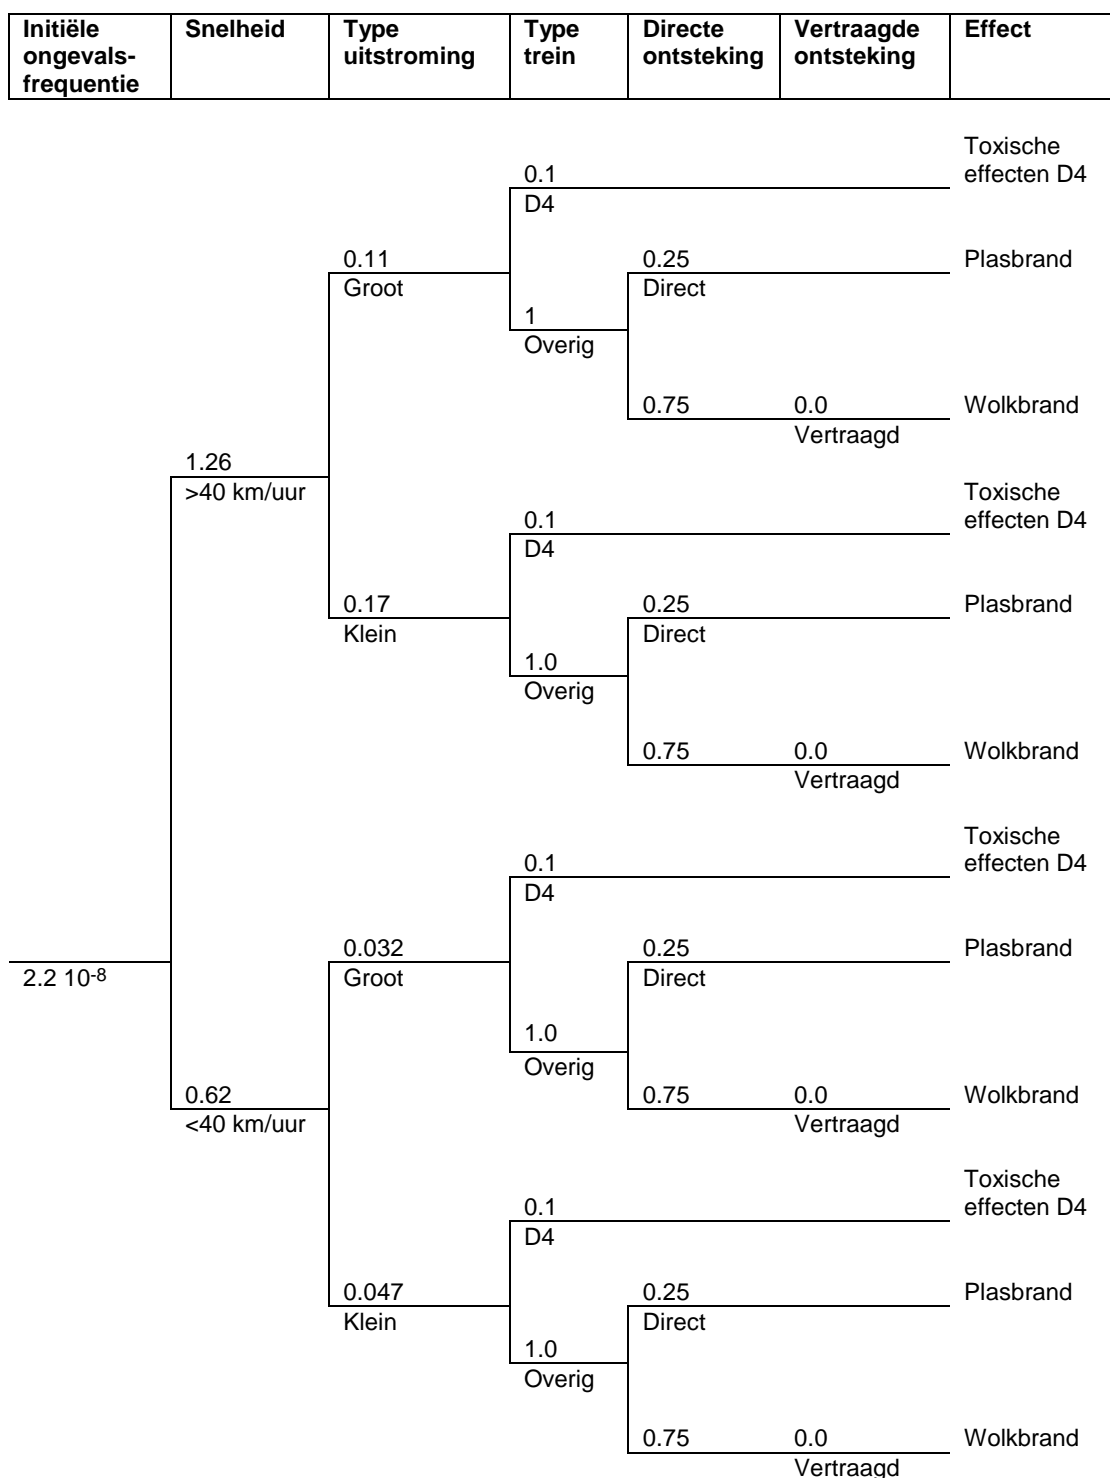 Initiële ongevals-frequentie
Snelheid
Type uitstroming
Type trein
Directe ontsteking
Vertraagde ontsteking
Effect
Toxische
0.1
effecten D4
D4
0.11
0.25
Plasbrand
Groot
Direct
1
Overig
0.75
0.0
Wolkbrand
Vertraagd
1.26
>40 km/uur
Toxische
0.1
effecten D4
D4
0.17
0.25
Plasbrand
Klein
Direct
1.0
Overig
0.75
0.0
Wolkbrand
Vertraagd
Toxische
0.1
effecten D4
D4
0.032
0.25
Plasbrand
2.2 10-8
Groot
Direct
1.0
Overig
0.62
0.75
0.0
Wolkbrand
<40 km/uur
Vertraagd
Toxische
0.1
effecten D4
D4
0.047
0.25
Plasbrand
Klein
Direct
1.0
Overig
0.75
0.0
Wolkbrand
Vertraagd